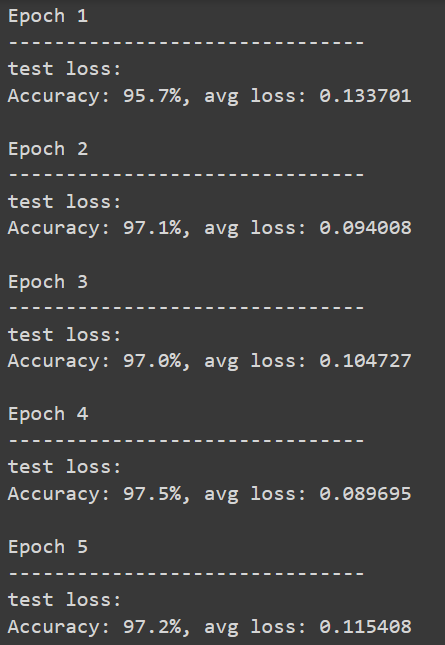 Epoch 1
-------------------------------
test loss:
Accuracy: 95.7%, avg loss: 0.133701
Epoch 2
-------------------------------
test loss:
Accuracy: 97.1%, avg loss: 0.094008
Epoch 3
-------------------------------
test loss:
Accuracy: 97.0%, avg loss: 0.104727
Epoch 4
-------------------------------
test loss:
Accuracy: 97.5%, avg loss: 0.089695
Epoch 5
-------------------------------
test loss:
Accuracy: 97.2%, avg loss: 0.115408